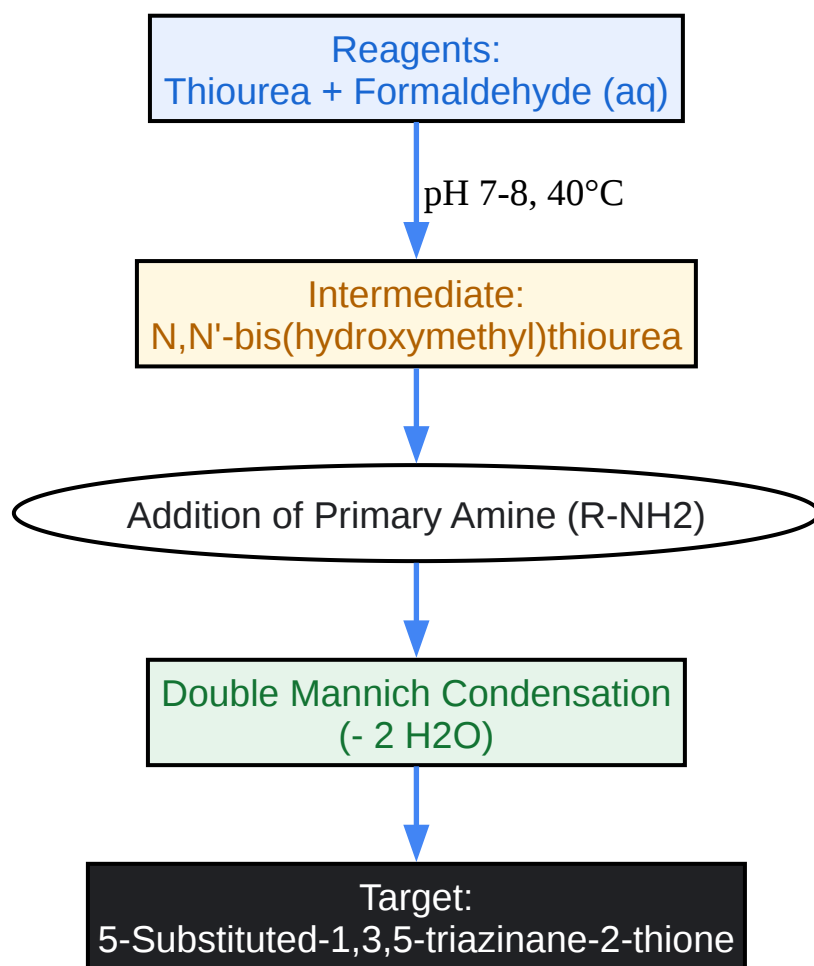 Reagents:
Thiourea + Formaldehyde (aq)
pH 7-8, 40°C
Intermediate:
N,N'-bis(hydroxymethyl)thiourea
Addition of Primary Amine (R-NH2)
Double Mannich Condensation
(- 2 H2O)
Target:
5-Substituted-1,3,5-triazinane-2-thione